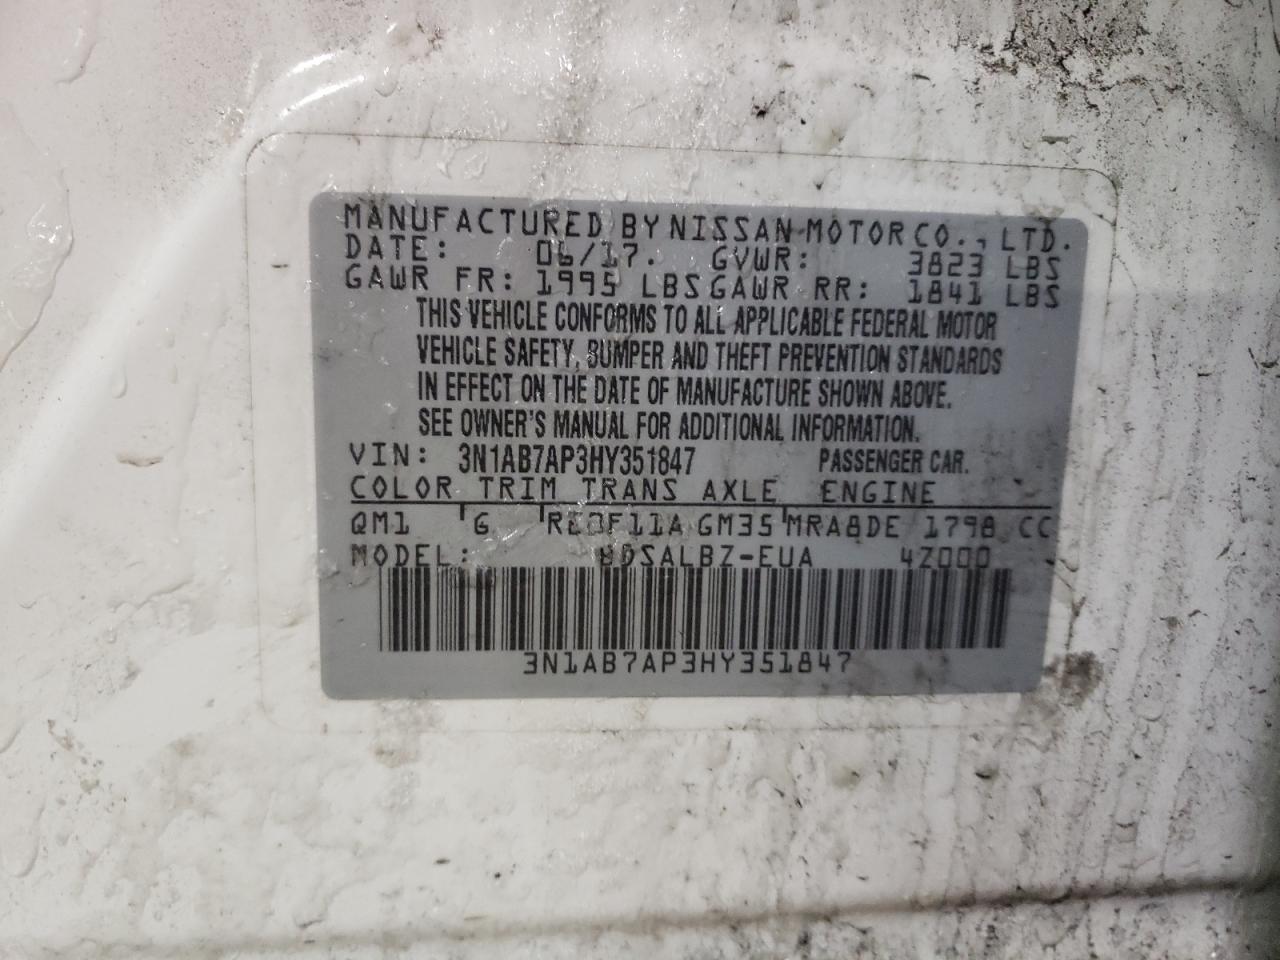 MANUFACTURED BY NISSAN MOTOR CO., LTD.
DATE: 06/17. GVWR: 3823 LBS
GAWR FR: 1995 LBS GAWR RR: 1841 LBS
THIS VEHICLE CONFORMS TO ALL APPLICABLE FEDERAL MOTOR
VEHICLE SAFETY, BUMPER AND THEFT PREVENTION STANDARDS
IN EFFECT ON THE DATE OF MANUFACTURE SHOWN ABOVE.
SEE OWNER'S MANUAL FOR ADDITIONAL INFORMATION.
VIN: 3N1AB7AP3HY351847 PASSENGER CAR.
COLOR TRIM TRANS AXLE ENGINE
QM1 G RE0F11A GM35 MRA8DE 1798 CC
MODEL: BDSALBZ-EUA 4Z000
3N1AB7AP3HY351847